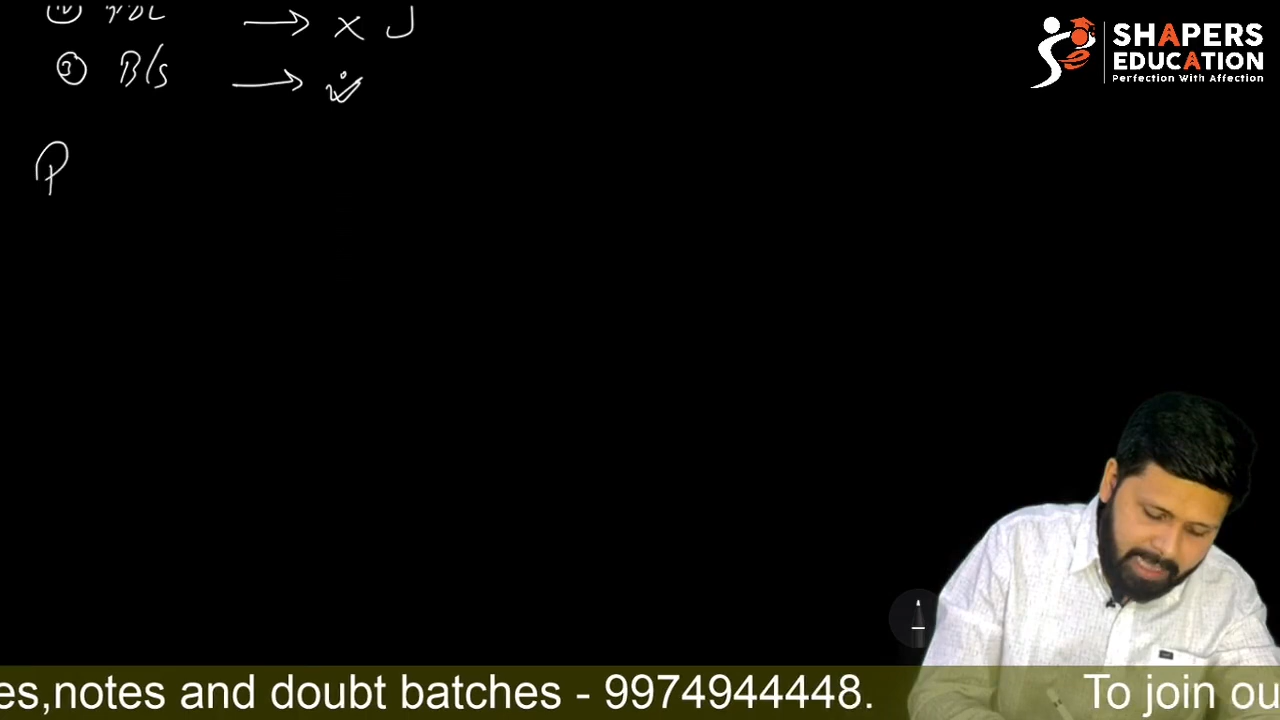 → x J
③ B/s → ✓
P
SHAPERS
EDUCATION
Perfection With Affection
es,notes and doubt batches - 9974944448. To join ou